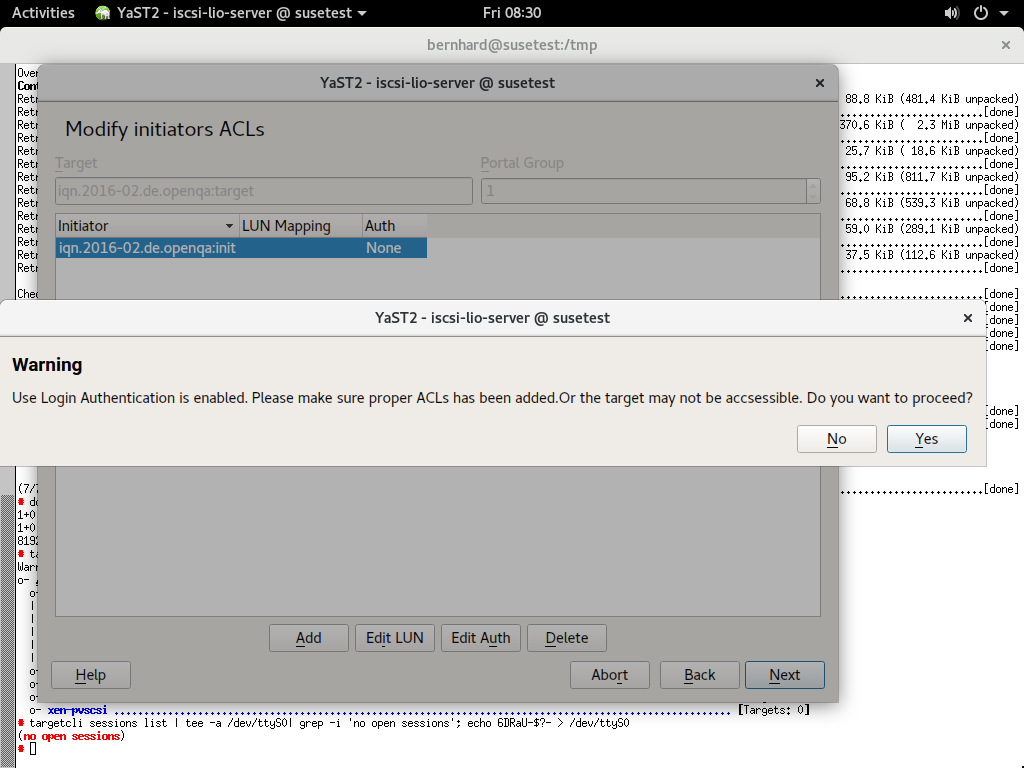 Activities YaST2 - iscsi-lio-server @ susetest Fri 08:30
bernhard@susetest:/tmp
YaST2 - iscsi-lio-server @ susetest
88.8 KiB (481.4 KiB unpacked)
[done]
370.6 KiB ( 2.3 MiB unpacked)
[done]
25.7 KiB ( 18.6 KiB unpacked)
[done]
95.2 KiB (811.7 KiB unpacked)
[done]
68.8 KiB (539.3 KiB unpacked)
[done]
59.0 KiB (289.1 KiB unpacked)
[done]
37.5 KiB (112.6 KiB unpacked)
[done]
[done]
[done]
[done]
[done]
[done]
Modify initiators ACLs
Target Portal Group
iqn.2016-02.de.openqa:target 1
Initiator LUN Mapping Auth
iqn.2016-02.de.openqa:init None
YaST2 - iscsi-lio-server @ susetest
Warning
Use Login Authentication is enabled. Please make sure proper ACLs has been added.Or the target may not be accsessible. Do you want to proceed?
No Yes
[done]
[done]
[done]
Add Edit LUN Edit Auth Delete
Help Abort Back Next
o- xen-pvscsi [Targets: 0]
# targetcli sessions list | tee -a /dev/ttyS0| grep -i 'no open sessions'; echo 6DRaU-$?- > /dev/ttyS0
(no open sessions)
#